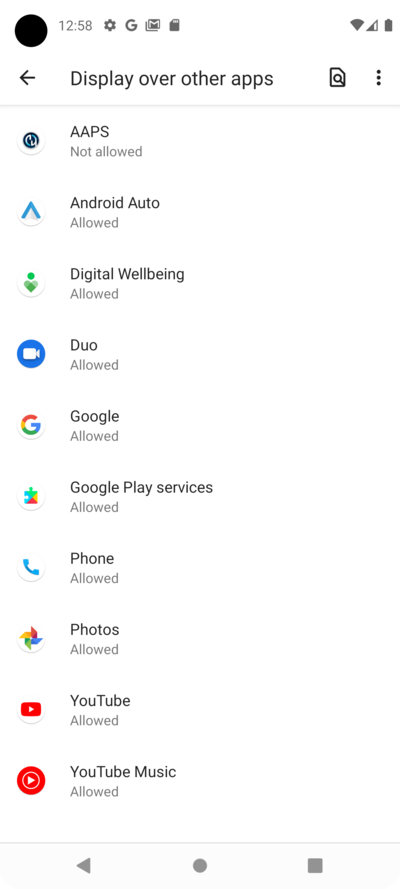 12:58
Display over other apps
AAPS
Not allowed
Android Auto
Allowed
Digital Wellbeing
Allowed
Duo
Allowed
Google
Allowed
Google Play services
Allowed
Phone
Allowed
Photos
Allowed
YouTube
Allowed
YouTube Music
Allowed